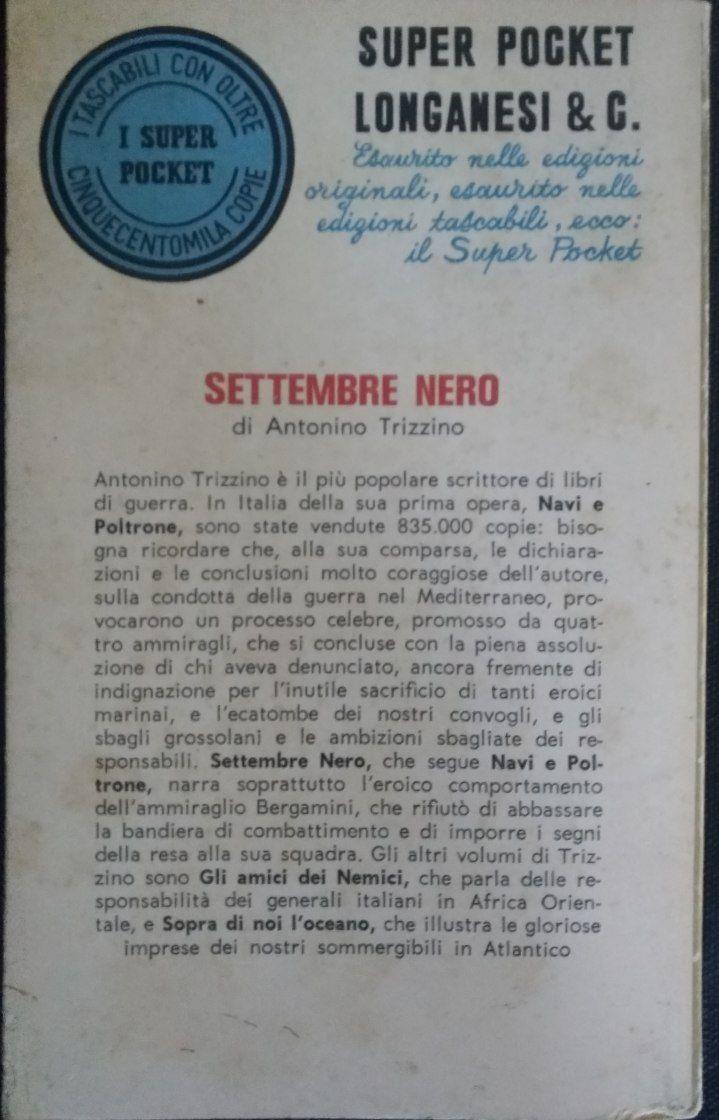 I TASCABILI CON OLTRE
I SUPER
POCKET
CINQUECENTOMILA COPIE
SUPER POCKET
LONGANESI & C.
Esaurito nelle edizioni
originali, esaurito nelle
edizioni tascabili, ecco:
il Super Pocket
SETTEMBRE NERO
di Antonino Trizzino
Antonino Trizzino è il più popolare scrittore di libri
di guerra. In Italia della sua prima opera, Navi e
Poltrone, sono state vendute 835.000 copie: biso-
gna ricordare che, alla sua comparsa, le dichiara-
zioni e le conclusioni molto coraggiose dell'autore,
sulla condotta della guerra nel Mediterraneo, pro-
vocarono un processo celebre, promosso da quat-
tro ammiragli, che si concluse con la piena assolu-
zione di chi aveva denunciato, ancora fremente di
indignazione per l'inutile sacrificio di tanti eroici
marinai, e l'ecatombe dei nostri convogli, e gli
sbagli grossolani e le ambizioni sbagliate dei re-
sponsabili. Settembre Nero, che segue Navi e Pol-
trone, narra soprattutto l'eroico comportamento
dell'ammiraglio Bergamini, che rifiutò di abbassare
la bandiera di combattimento e di imporre i segni
della resa alla sua squadra. Gli altri volumi di Triz-
zino sono Gli amici dei Nemici, che parla delle re-
sponsabilità dei generali italiani in Africa Orien-
tale, e Sopra di noi l'oceano, che illustra le gloriose
imprese dei nostri sommergibili in Atlantico